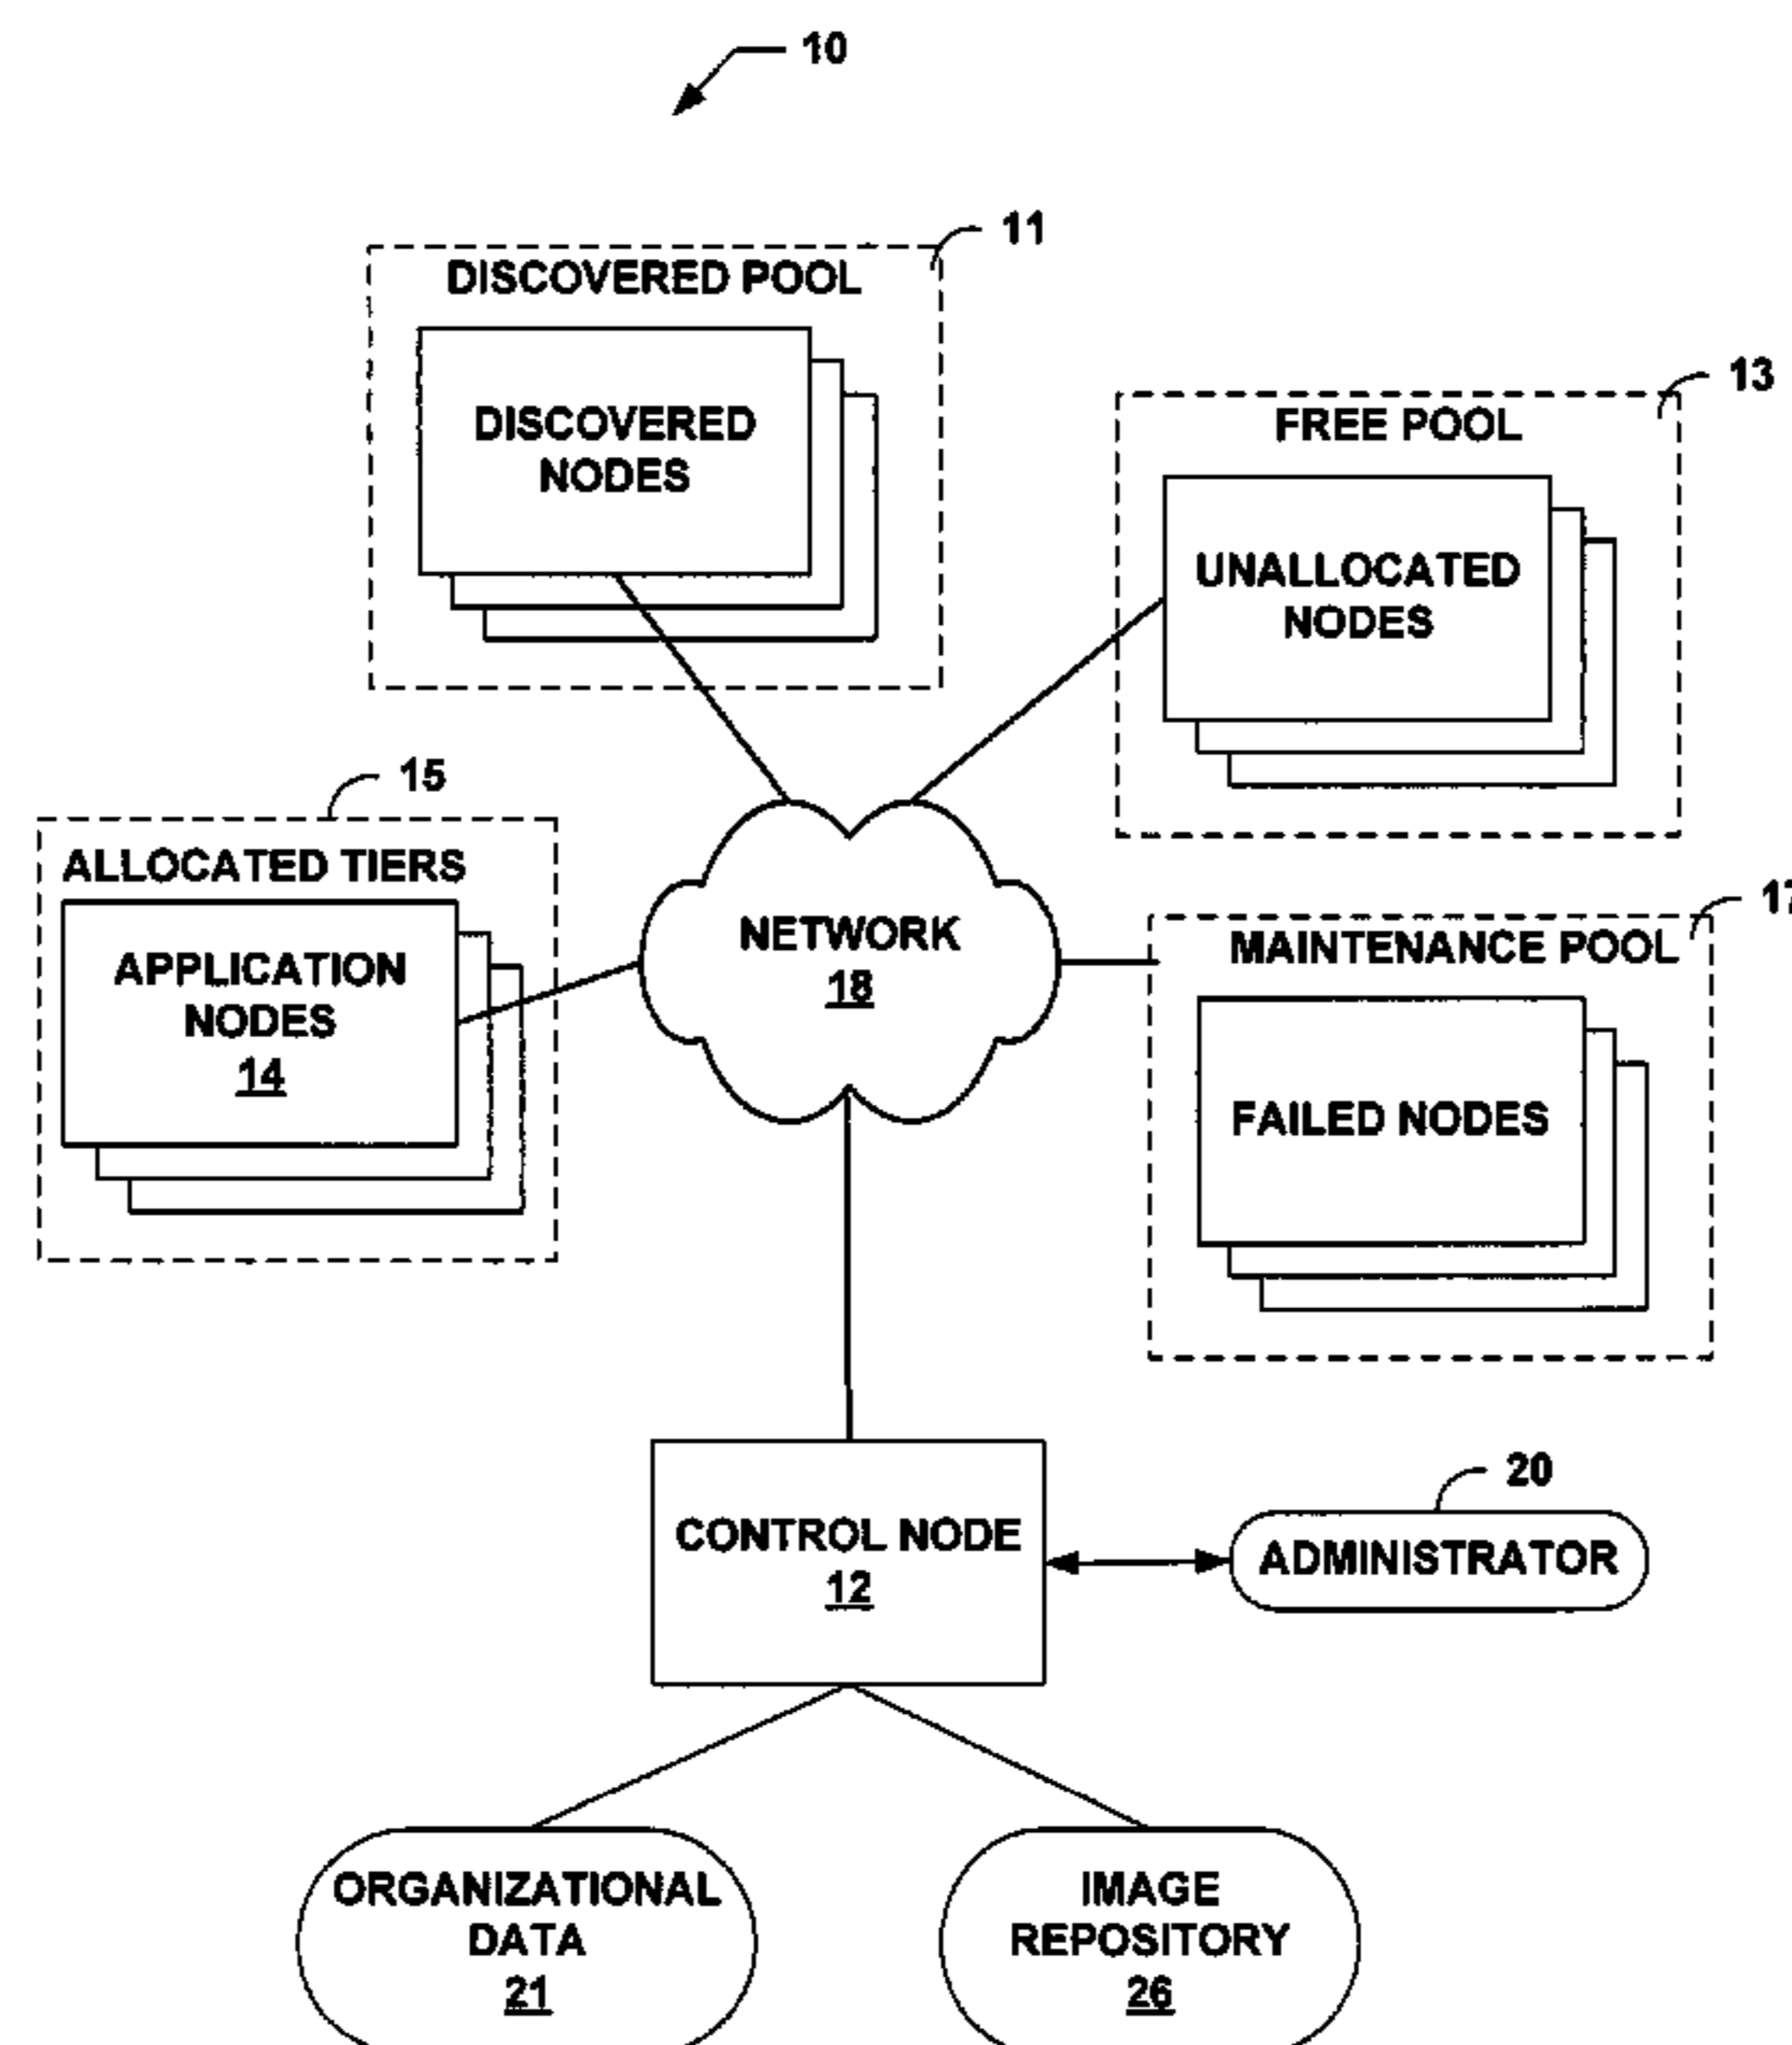 10
11
DISCOVERED POOL
DISCOVERED
NODES
13
FREE POOL
UNALLOCATED
NODES
15
ALLOCATED TIERS
APPLICATION
NODES
14
NETWORK
18
17
MAINTENANCE POOL
FAILED NODES
CONTROL NODE
12
20
ADMINISTRATOR
ORGANIZATIONAL
DATA
21
IMAGE
REPOSITORY
26